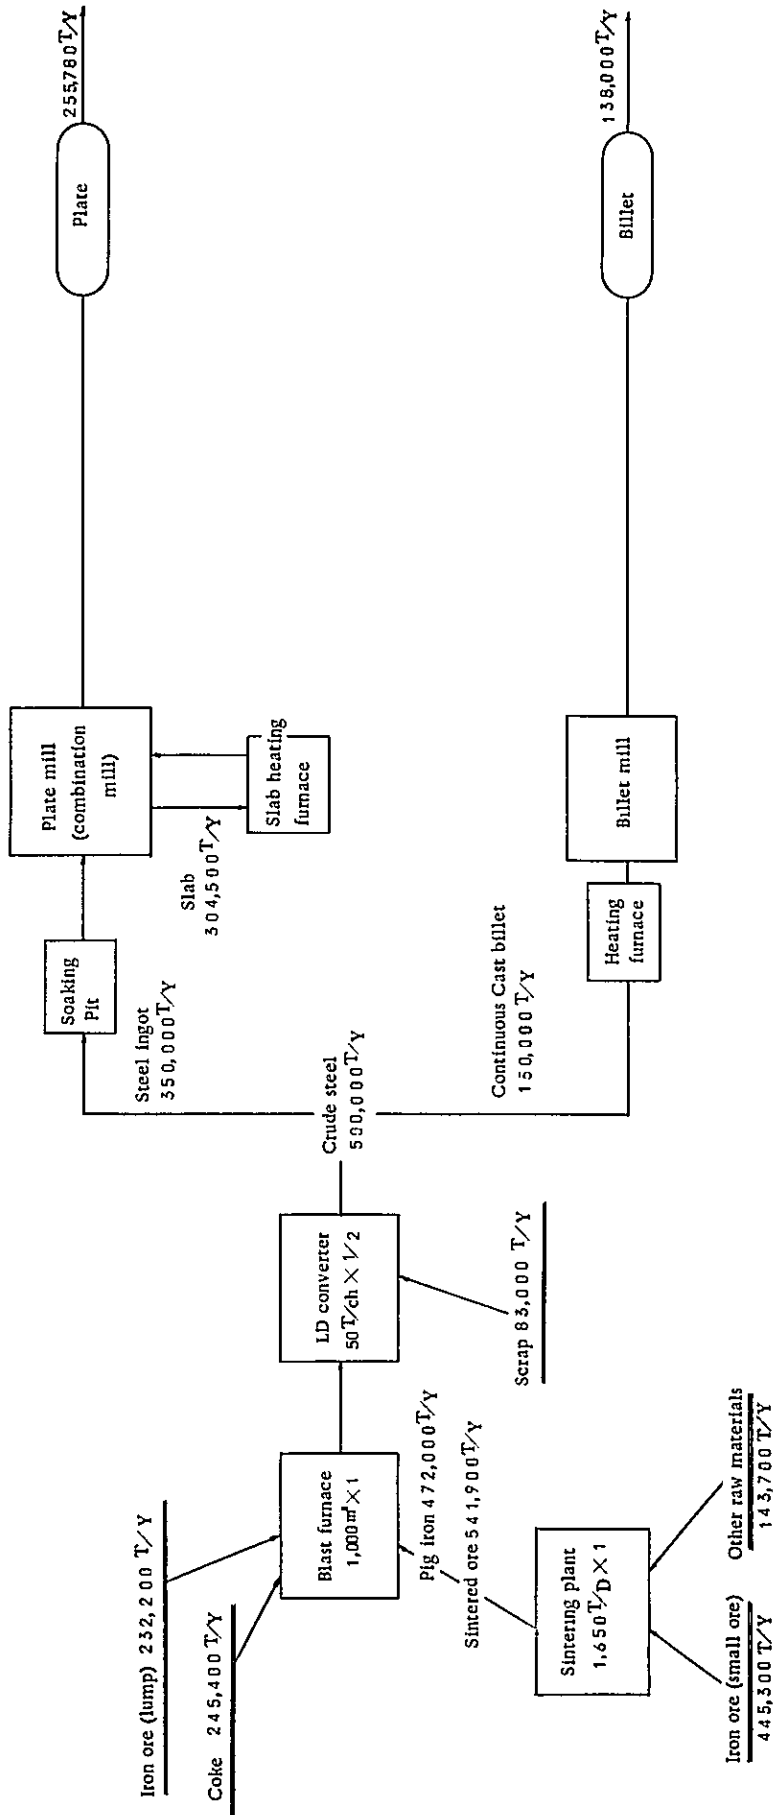 Iron ore (lump) 232,200 T/Y
Coke 245,400 T/Y
Blast furnace
1,000㎥×1
Pig iron 472,000T/Y
Sintered ore 541,900T/Y
Sintering plant
1,650T/D×1
Iron ore (small ore)
445,300 T/Y
Other raw materials
143,700 T/Y
LD converter
50T/ch×1/2
Scrap 83,000 T/Y
Crude steel
500,000T/Y
Steel ingot
350,000T/Y
Soaking
Pit
Plate mill
(combination
mill)
Slab
304,500T/Y
Slab heating
furnace
Plate
255,780T/Y
Continuous Cast billet
150,000 T/Y
Heating
furnace
Billet mill
Billet
138,000T/Y